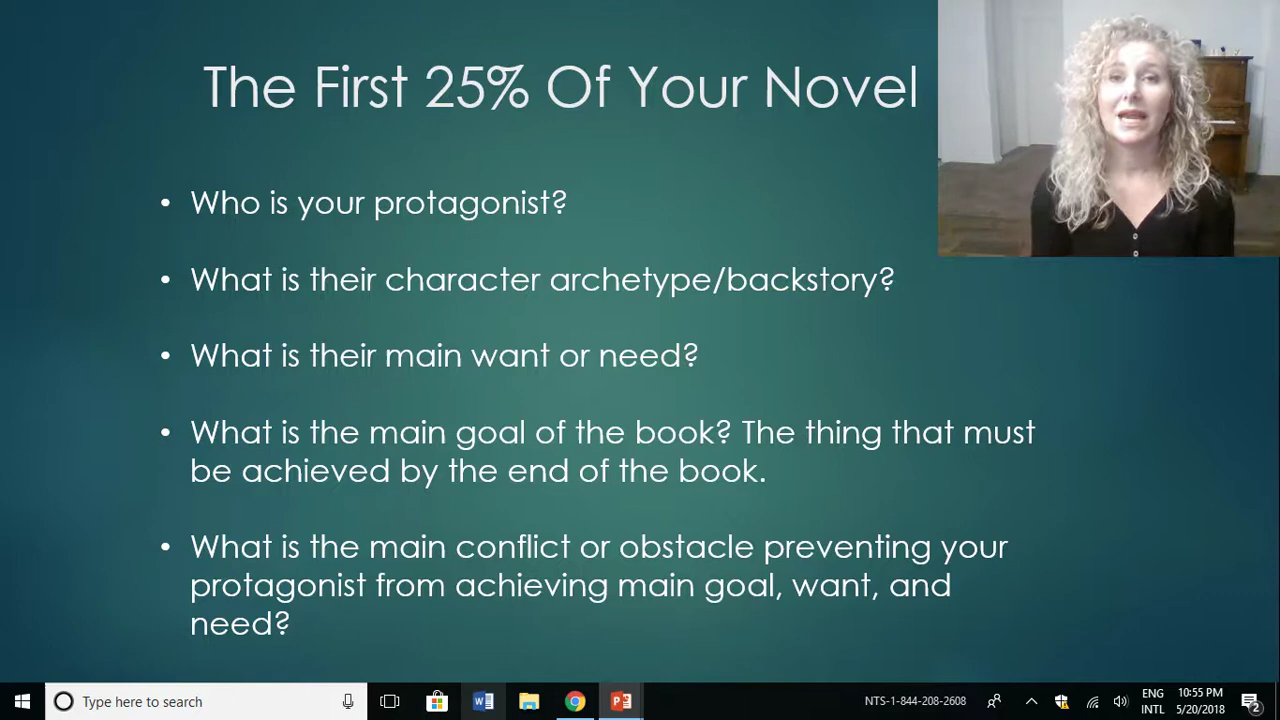 The First 25% Of Your Novel
• Who is your protagonist?
• What is their character archetype/backstory?
• What is their main want or need?
• What is the main goal of the book? The thing that must
be achieved by the end of the book.
• What is the main conflict or obstacle preventing your
protagonist from achieving main goal, want, and
need?
Type here to search
NTS-1-844-208-2608
ENG
INTL
10:55 PM
5/20/2018
2